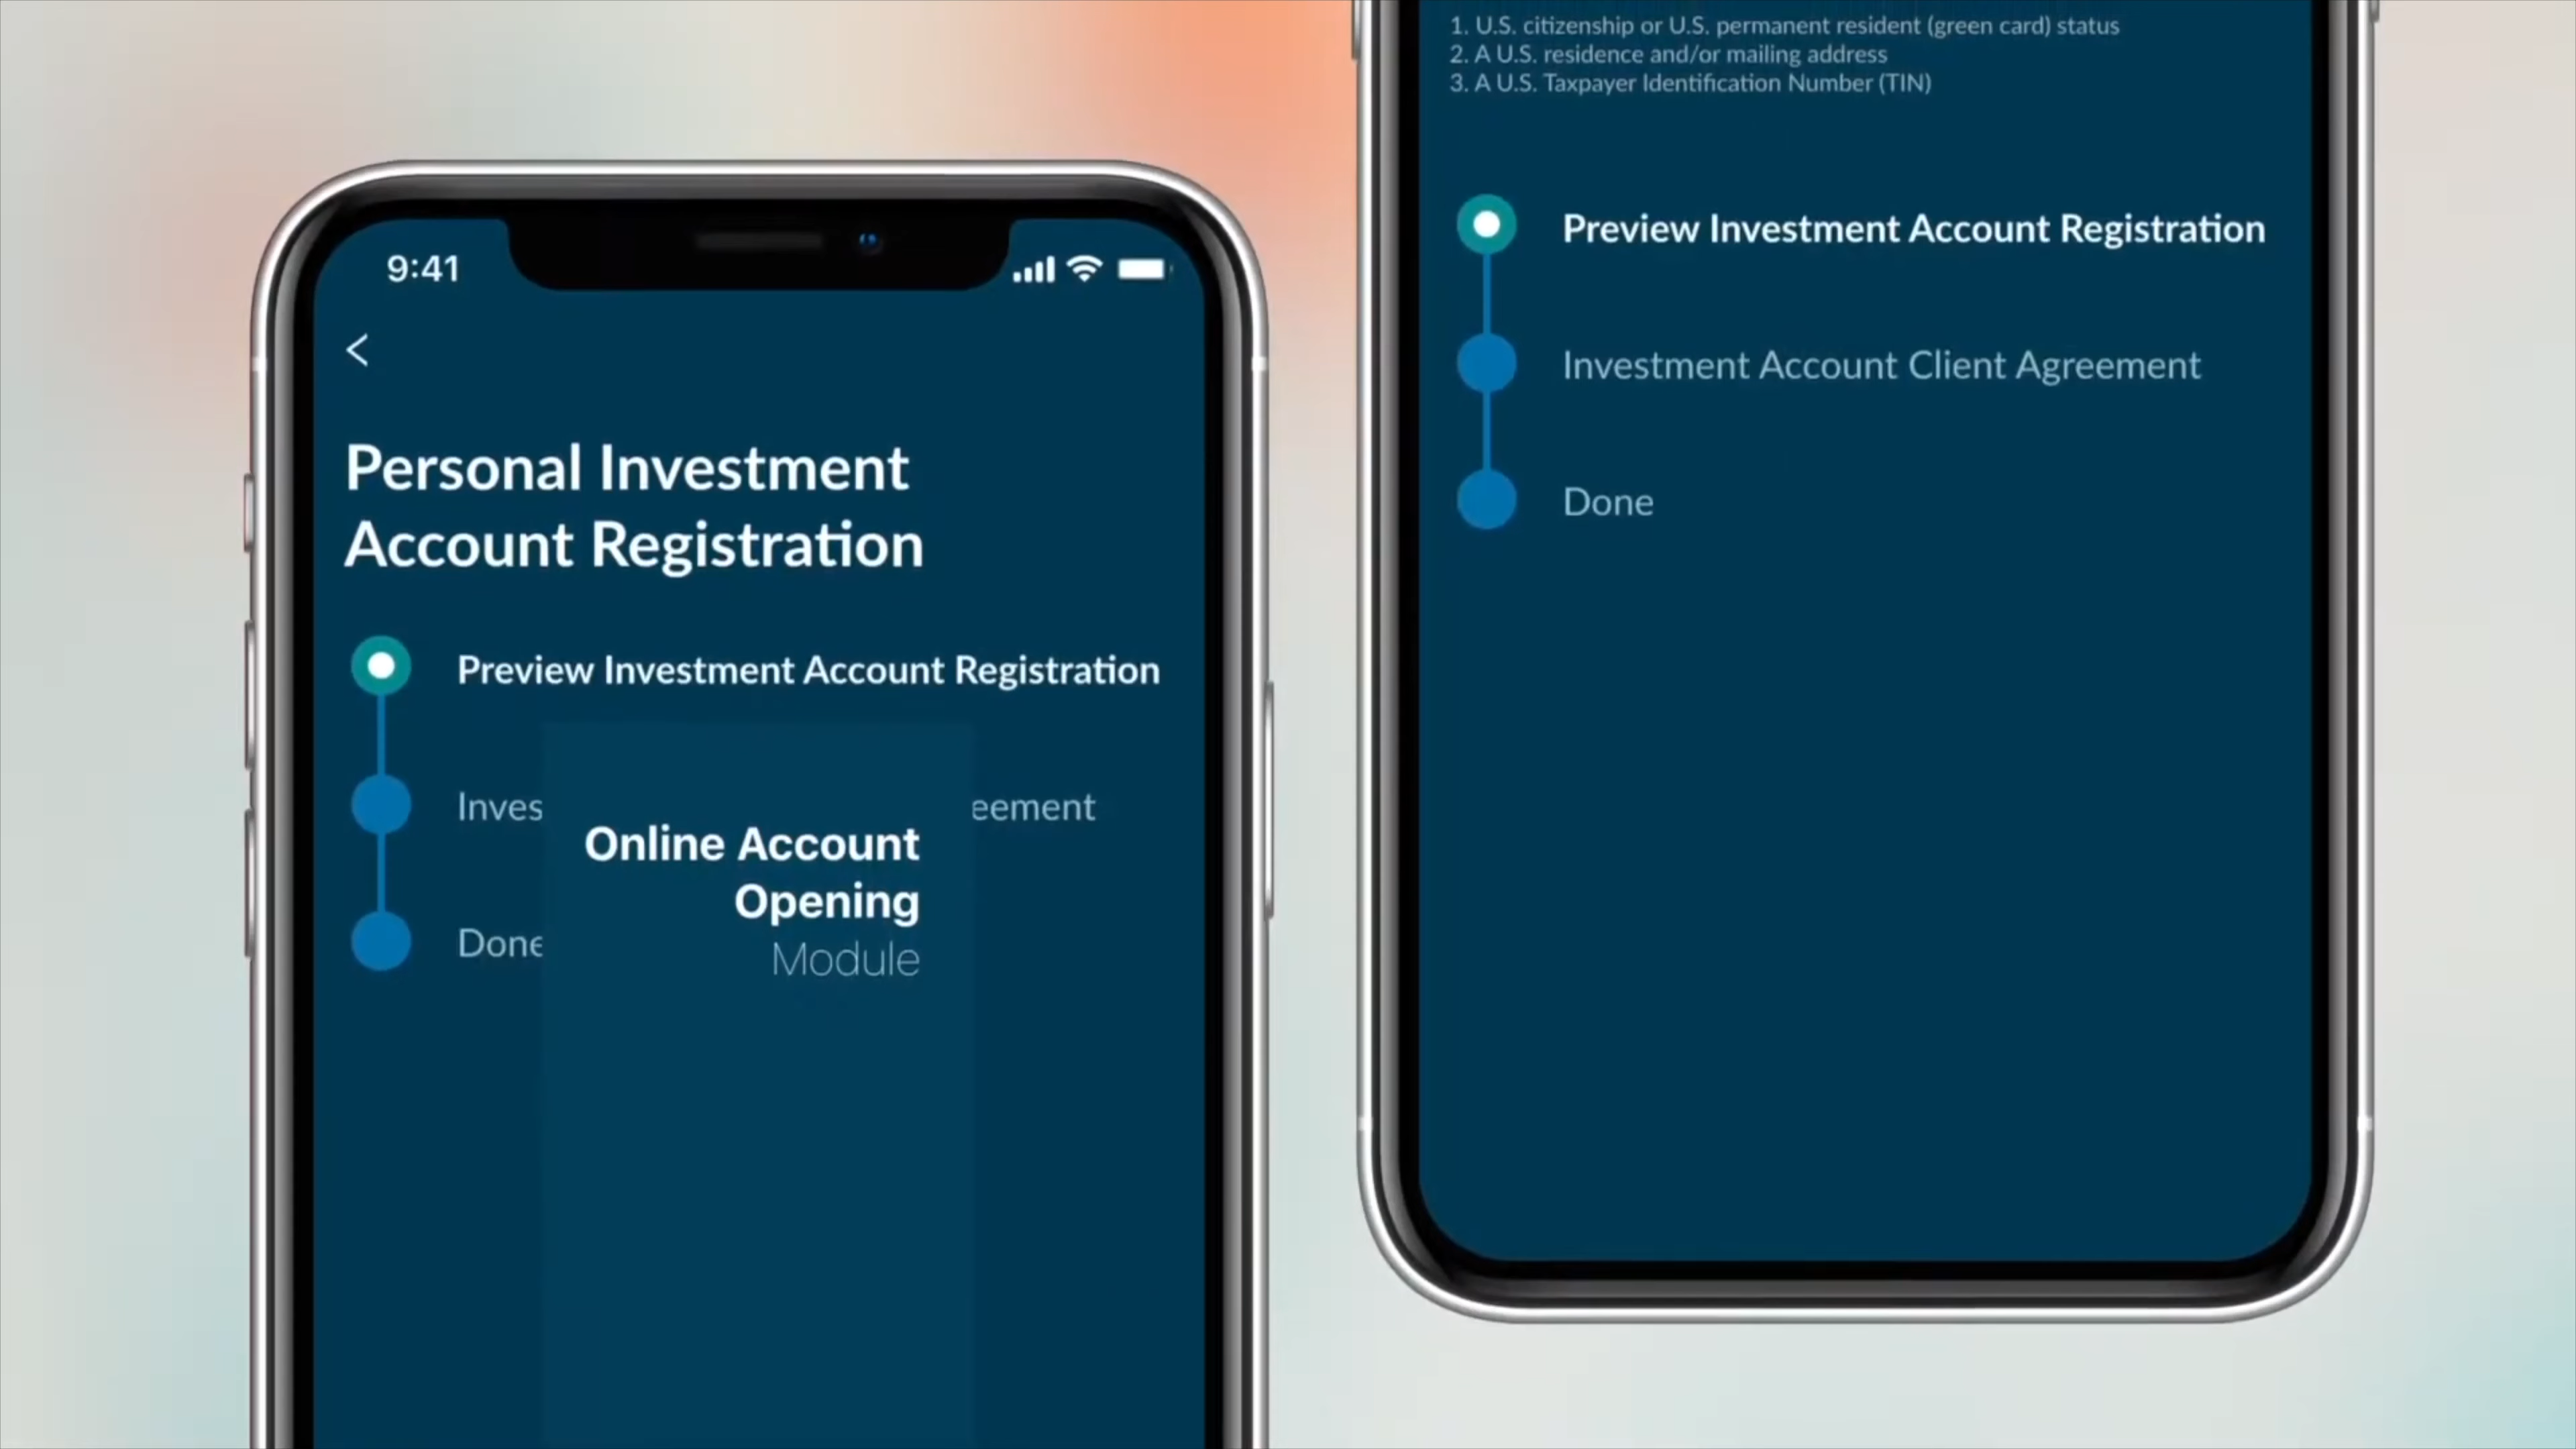 9:41
Personal Investment
Account Registration
Preview Investment Account Registration
Inves eement
Done
Online Account
Opening
Module
1. U.S. citizenship or U.S. permanent resident (green card) status
2. A U.S. residence and/or mailing address
3. A U.S. Taxpayer Identification Number (TIN)
Preview Investment Account Registration
Investment Account Client Agreement
Done